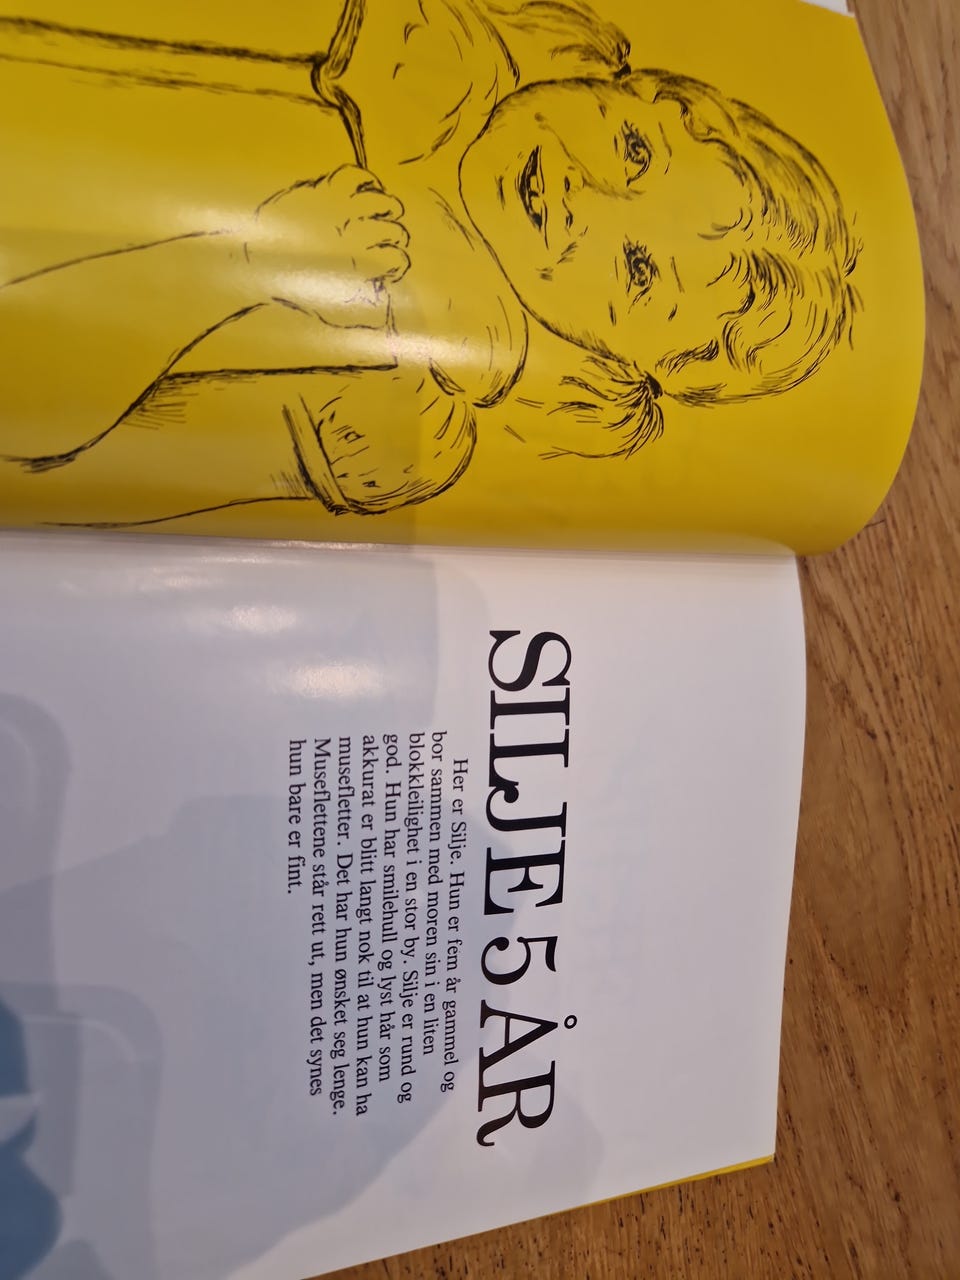 SILJE 5 ÅR
Her er Silje. Hun er fem år gammel og
bor sammen med moren sin i en liten
blokkleilighet i en stor by. Silje er rund og
god. Hun har smilehull og lyst hår som
akkurat er blitt langt nok til at hun kan ha
musefletter. Det har hun ønsket seg lenge.
Museflettene står rett ut, men det synes
hun bare er fint.